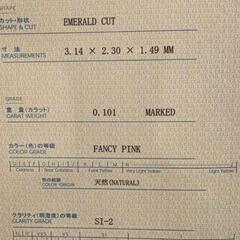 SHAPE
カット・形状
SHAPE & CUT
EMERALD CUT
寸 法
MEASUREMENTS
3.14 × 2.30 × 1.49 MM
GRADE
重 量 (カラット)
CARAT WEIGHT
0.101 MARKED
カラー(色)の等級
COLOR GRADE
FANCY PINK
Colorless Near Colorless Faint Yellow Very Light Yellow Light Yellow
色の起源
COLOR ORIGIN
天然(NATURAL)
クラリティ(明澄度)の等級
CLARITY GRADE
SI-2